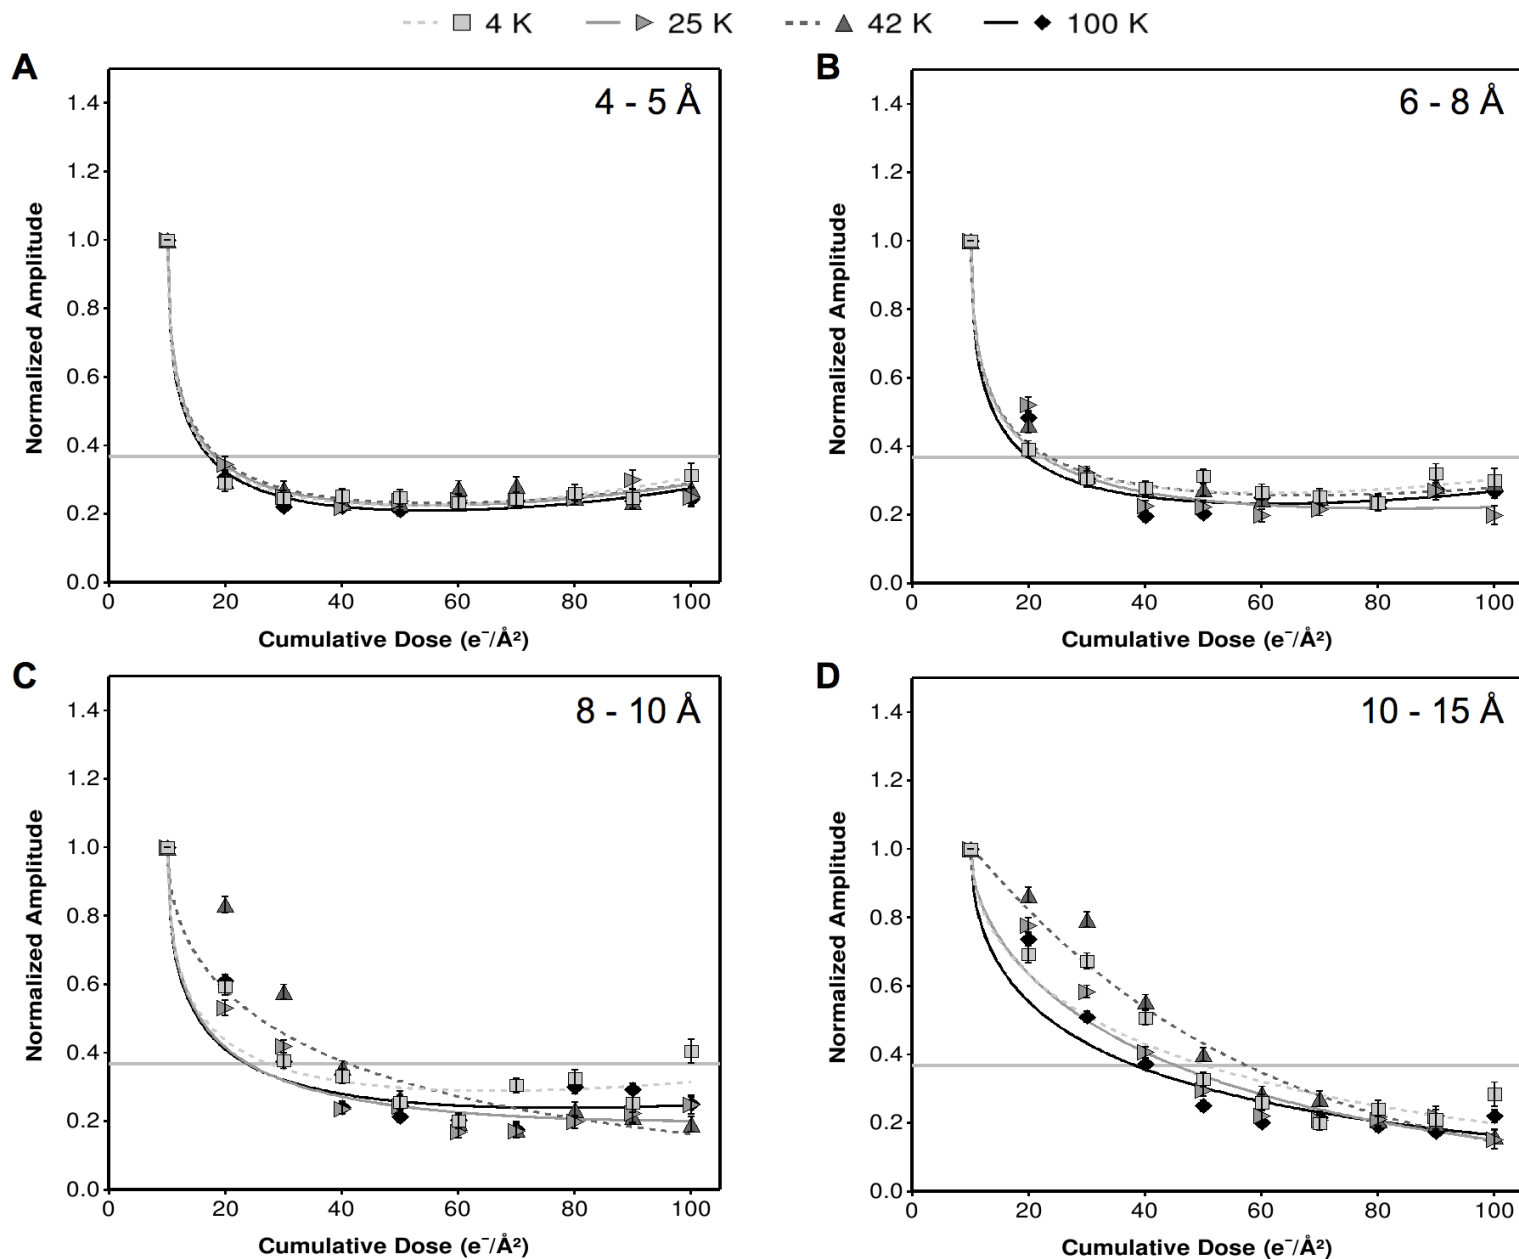 4 K 25 K 42 K 100 K
A
4 - 5 Å
1.4
1.2
1.0
0.8
0.6
0.4
0.2
0.0
Normalized Amplitude
0 20 40 60 80 100
Cumulative Dose (e⁻/Å²)
B
6 - 8 Å
1.4
1.2
1.0
0.8
0.6
0.4
0.2
0.0
Normalized Amplitude
0 20 40 60 80 100
Cumulative Dose (e⁻/Å²)
C
8 - 10 Å
1.4
1.2
1.0
0.8
0.6
0.4
0.2
0.0
Normalized Amplitude
0 20 40 60 80 100
Cumulative Dose (e⁻/Å²)
D
10 - 15 Å
1.4
1.2
1.0
0.8
0.6
0.4
0.2
0.0
Normalized Amplitude
0 20 40 60 80 100
Cumulative Dose (e⁻/Å²)